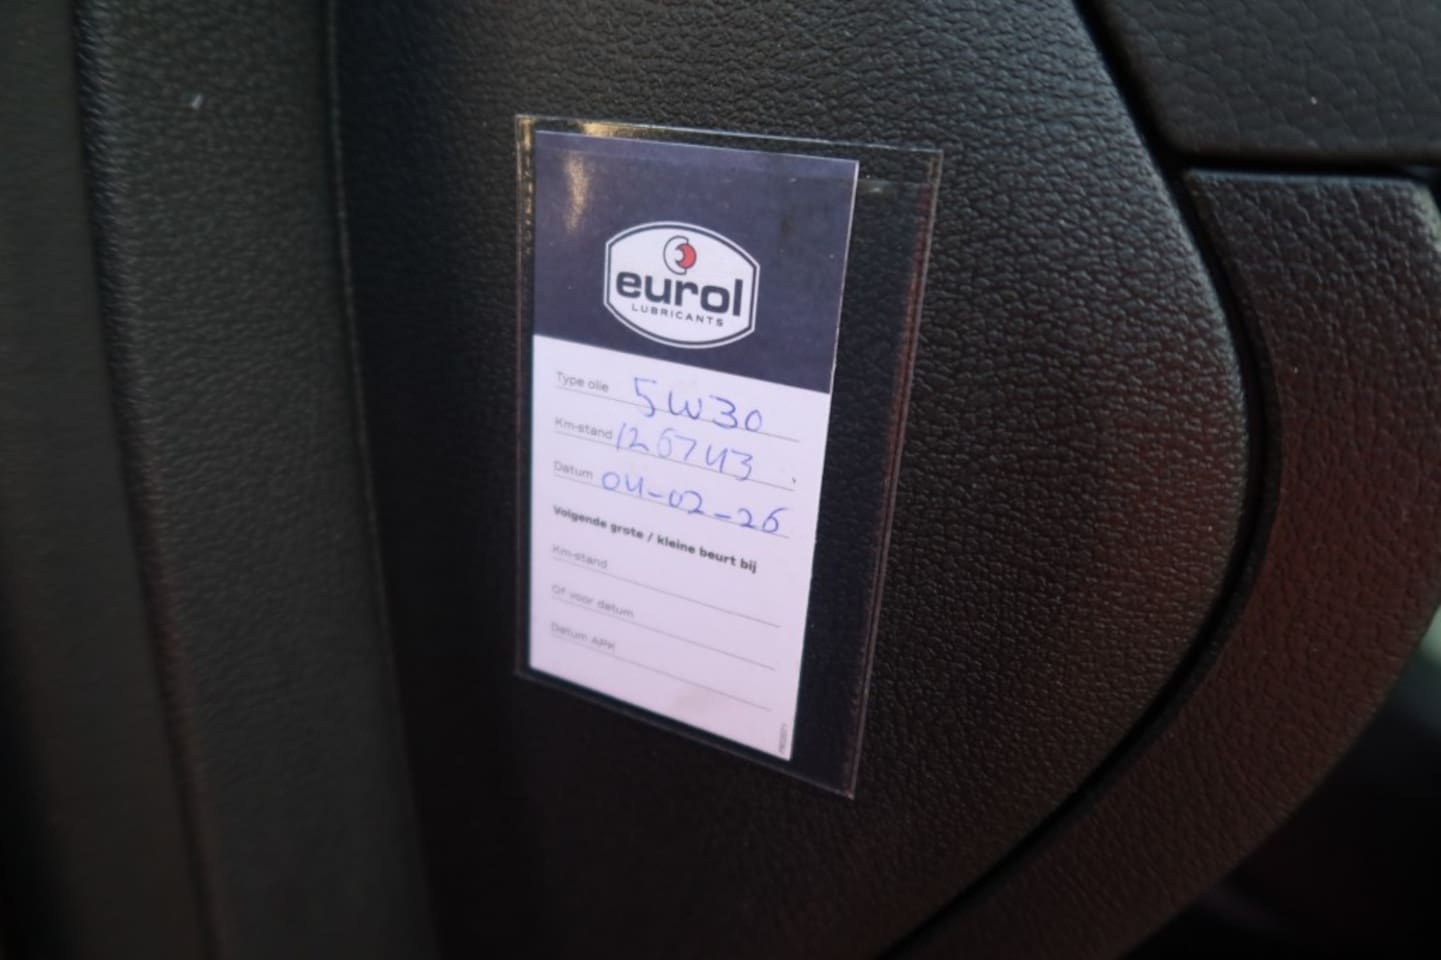 eurol
LUBRICANTS
Type olie 5W30
Km-stand 126743
Datum 04-02-26
Volgende grote / kleine beurt bij
Km-stand
Of voor datum
Datum APK